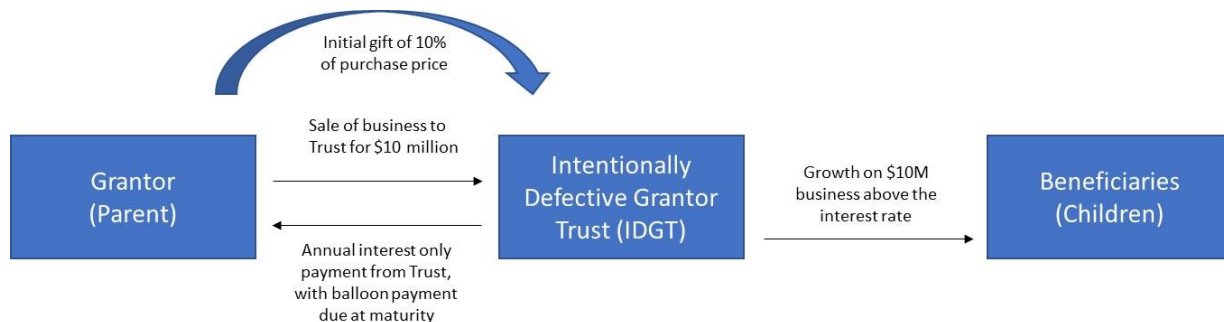 Initial gift of 10%
of purchase price
Grantor
(Parent)
Sale of business to
Trust for $10 million
Annual interest only
payment from Trust,
with balloon payment
due at maturity
Intentionally
Defective Grantor
Trust (IDGT)
Growth on $10M
business above the
interest rate
Beneficiaries
(Children)